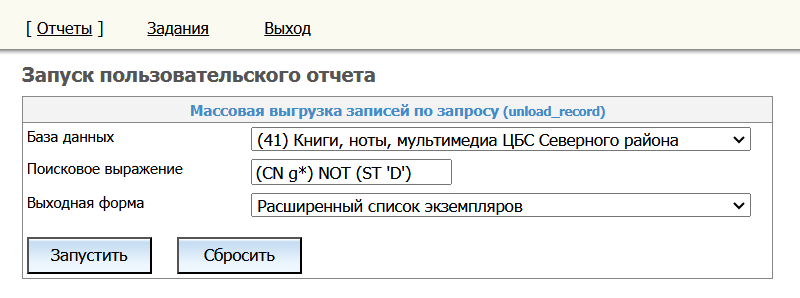 [ Отчеты ] Задания Выход
Запуск пользовательского отчета
Массовая выгрузка записей по запросу (unload_record)
База данных (41) Книги, ноты, мультимедиа ЦБС Северного района
Поисковое выражение (CN g*) NOT (ST 'D')
Выходная форма Расширенный список экземпляров
Запустить Сбросить